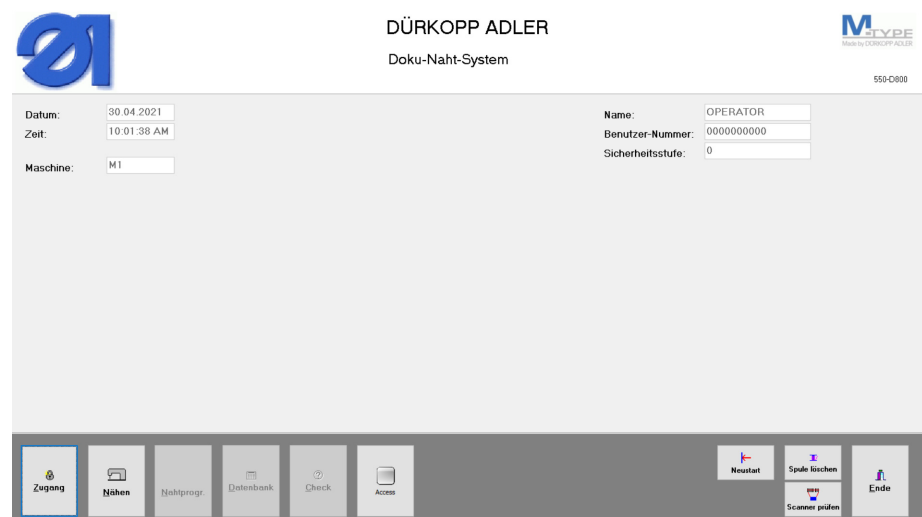 DÜRKOPP ADLER
Doku-Naht-System
M-TYPE
Made by DÜRKOPP ADLER
550-D800
Datum: 30.04.2021
Zeit: 10:01:38 AM
Maschine: M1
Name: OPERATOR
Benutzer-Nummer: 0000000000
Sicherheitsstufe: 0
Zugang
Nähen
Nahtprogr.
Datenbank
Check
Access
Neustart
Spule löschen
Scanner prüfen
Ende